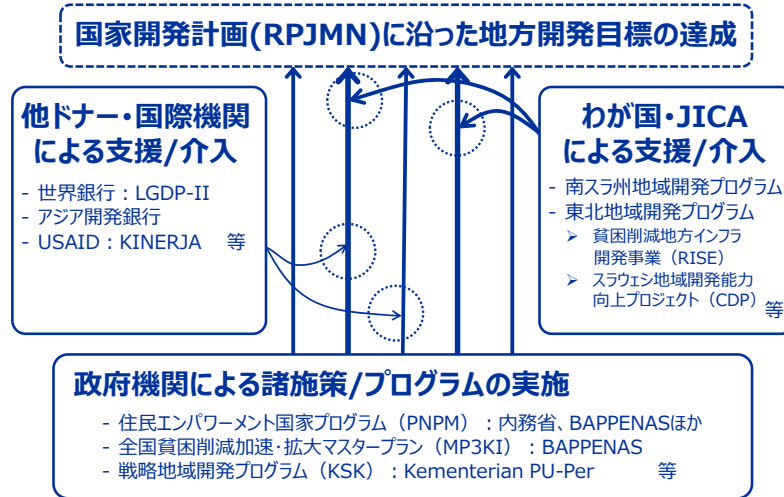 国家開発計画(RPJMN)に沿った地方開発目標の達成
他ドナー・国際機関
による支援/介入
- 世界銀行：LGDP-II
- アジア開発銀行
- USAID：KINERJA　等
わが国・JICA
による支援/介入
- 南スラ州地域開発プログラム
- 東北地域開発プログラム
➢ 貧困削減地方インフラ
開発事業（RISE）
➢ スラウェシ地域開発能力
向上プロジェクト（CDP）等
政府機関による諸施策/プログラムの実施
- 住民エンパワーメント国家プログラム（PNPM）：内務省、BAPPENASほか
- 全国貧困削減加速・拡大マスタープラン（MP3KI）：BAPPENAS
- 戦略地域開発プログラム（KSK）：Kementerian PU-Per　等